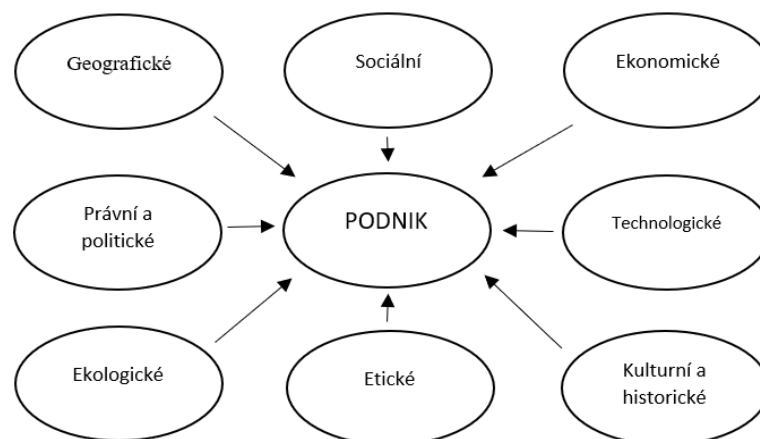 Geografické
Sociální
Ekonomické
Právní a
politické
PODNIK
Technologické
Ekologické
Etické
Kulturní a
historické